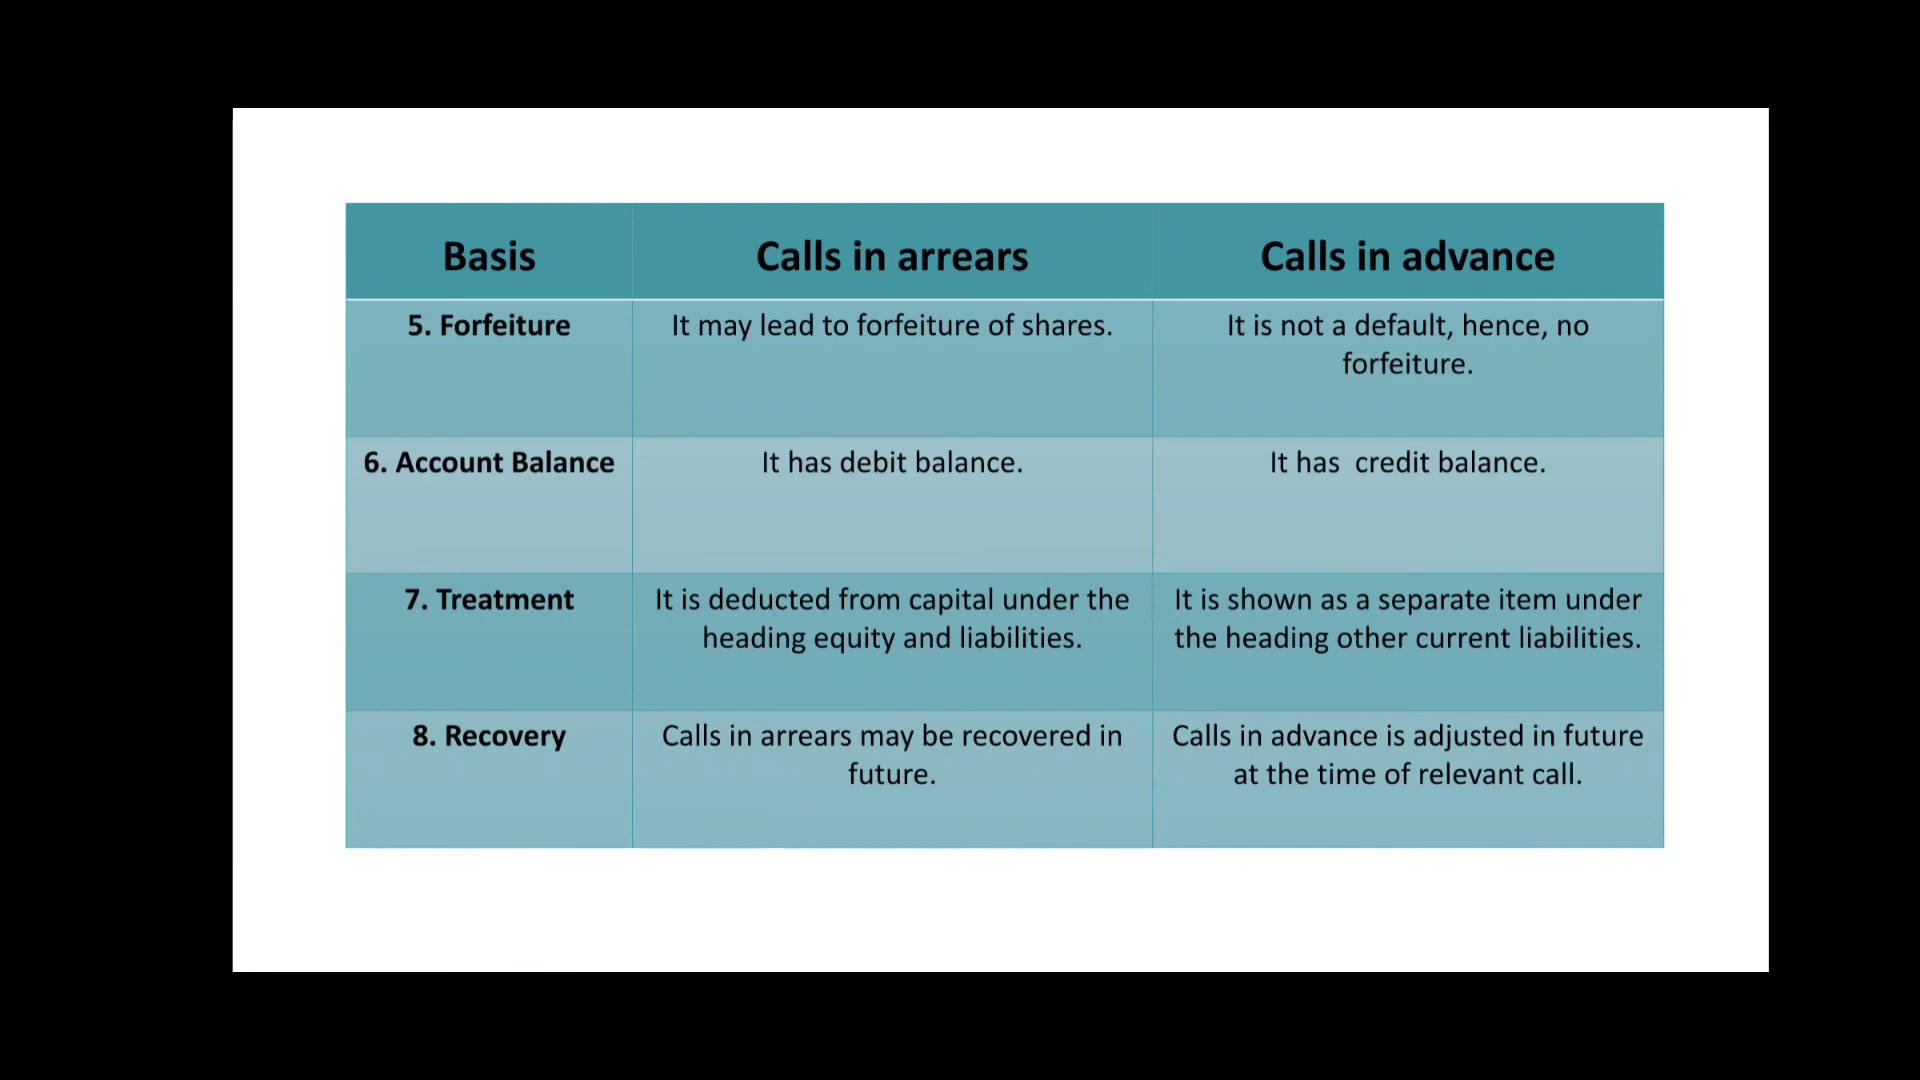 Basis Calls in arrears Calls in advance
5. Forfeiture It may lead to forfeiture of shares. It is not a default, hence, no
forfeiture.
6. Account Balance It has debit balance. It has  credit balance.
7. Treatment It is deducted from capital under the It is shown as a separate item under
heading equity and liabilities. the heading other current liabilities.
8. Recovery Calls in arrears may be recovered in Calls in advance is adjusted in future
future. at the time of relevant call.